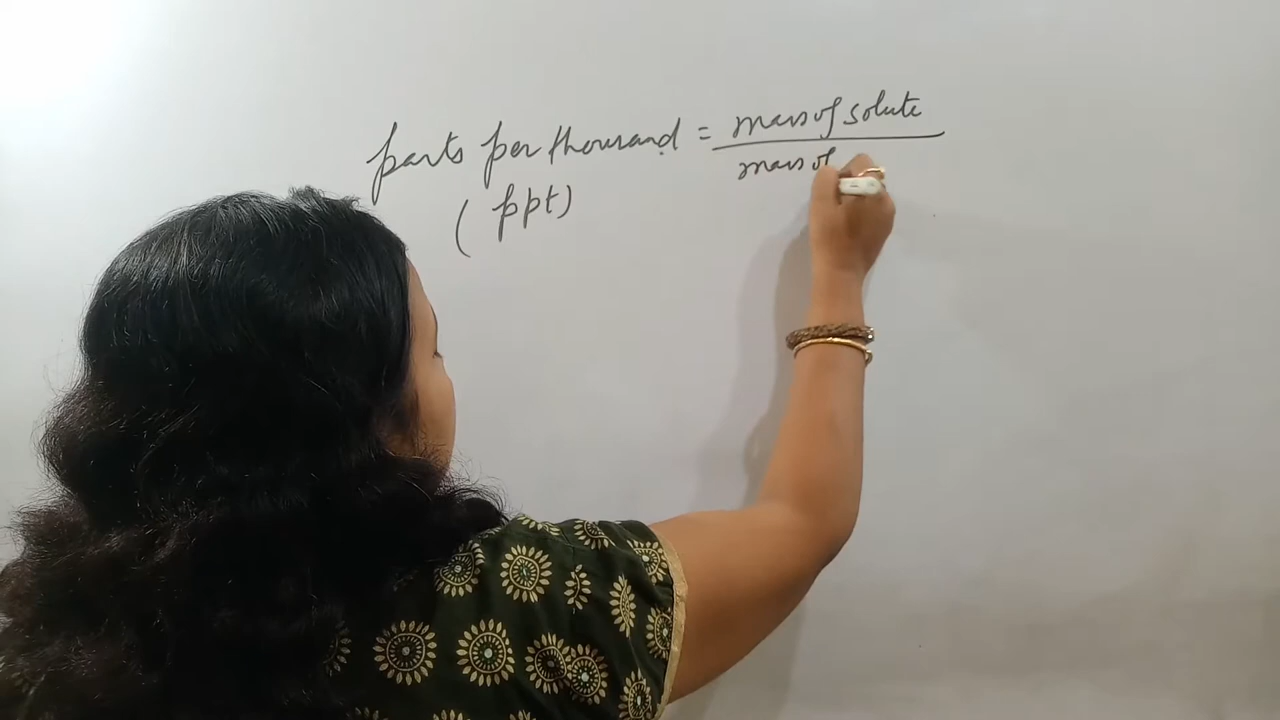 parts per thousand = mass of solute
mass of
(ppt)